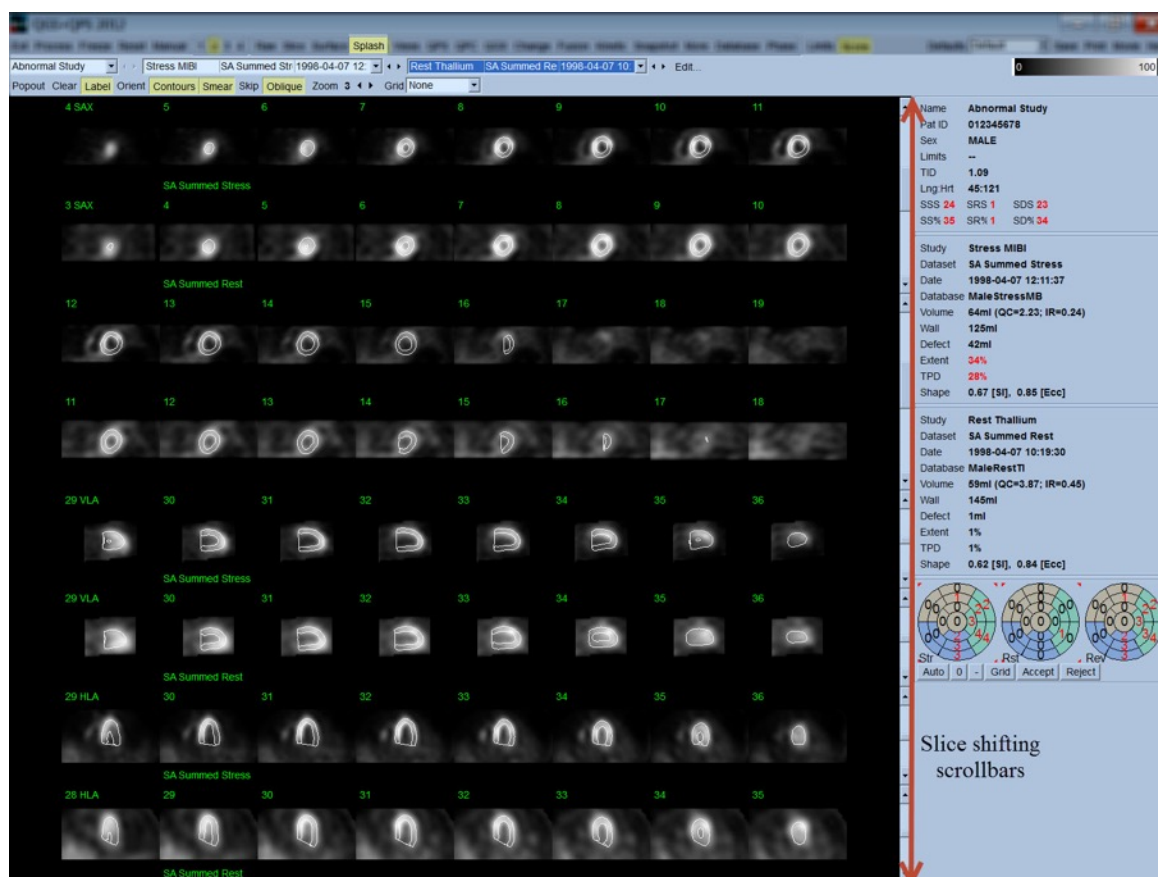 QGS+QPS 2012
Splash
Abnormal Study Stress MIBI SA Summed Str 1998-04-07 12: Rest Thallium SA Summed Re 1998-04-07 10: Edit...
0 100
Popout Clear Label Orient Contours Smear Skip Oblique Zoom 3 Grid None
4 SAX 5 6 7 8 9 10 11
SA Summed Stress
3 SAX 4 5 6 7 8 9 10
SA Summed Rest
12 13 14 15 16 17 18 19
11 12 13 14 15 16 17 18
29 VLA 30 31 32 33 34 35 36
SA Summed Stress
29 VLA 30 31 32 33 34 35 36
SA Summed Rest
29 HLA 30 31 32 33 34 35 36
SA Summed Stress
28 HLA 29 30 31 32 33 34 35
SA Summed Rest
Name Abnormal Study
Pat ID 012345678
Sex MALE
Limits --
TID 1.09
Lng:Hrt 45:121
SSS 24 SRS 1 SDS 23
SS% 35 SR% 1 SD% 34
Study Stress MIBI
Dataset SA Summed Stress
Date 1998-04-07 12:11:37
Database MaleStressMB
Volume 64ml (QC=2.23; IR=0.24)
Wall 125ml
Defect 42ml
Extent 34%
TPD 28%
Shape 0.67 [SI], 0.85 [Ecc]
Study Rest Thallium
Dataset SA Summed Rest
Date 1998-04-07 10:19:30
Database MaleRestTl
Volume 59ml (QC=3.87; IR=0.45)
Wall 145ml
Defect 1ml
Extent 1%
TPD 1%
Shape 0.62 [SI], 0.84 [Ecc]
Str Rst Rev
Auto 0 - Grid Accept Reject
Slice shifting
scrollbars